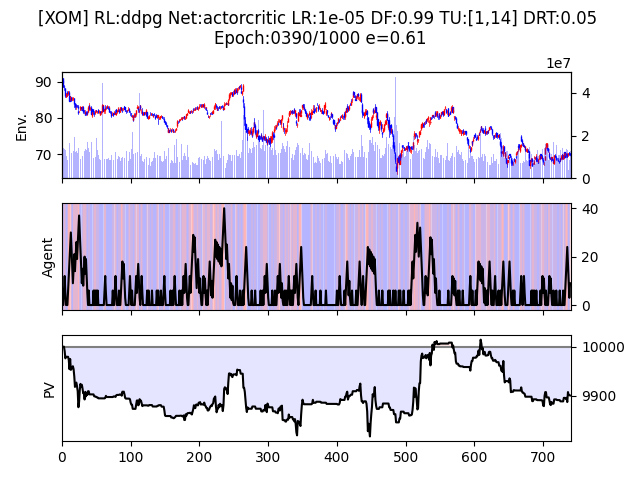 [XOM] RL:ddpg Net:actorcritic LR:1e-05 DF:0.99 TU:[1,14] DRT:0.05
Epoch:0390/1000 e=0.61
1e7
90
80
70
Env.
4
2
0
Agent
40
20
0
PV
10000
9900
0 100 200 300 400 500 600 700